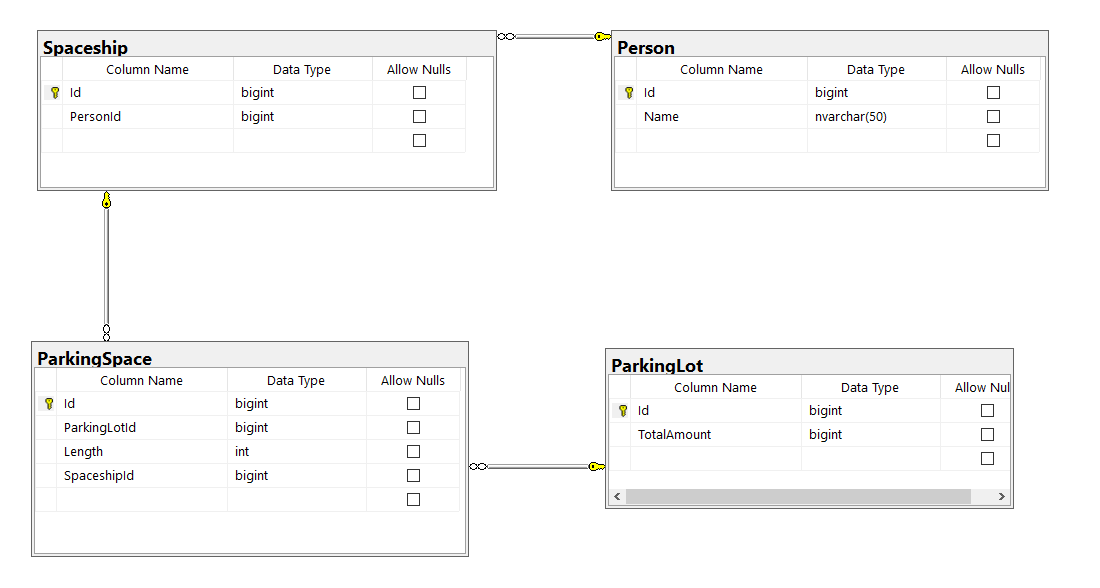 Spaceship
Column Name Data Type Allow Nulls
Id bigint
PersonId bigint
Person
Column Name Data Type Allow Nulls
Id bigint
Name nvarchar(50)
ParkingSpace
Column Name Data Type Allow Nulls
Id bigint
ParkingLotId bigint
Length int
SpaceshipId bigint
ParkingLot
Column Name Data Type Allow Nul
Id bigint
TotalAmount bigint